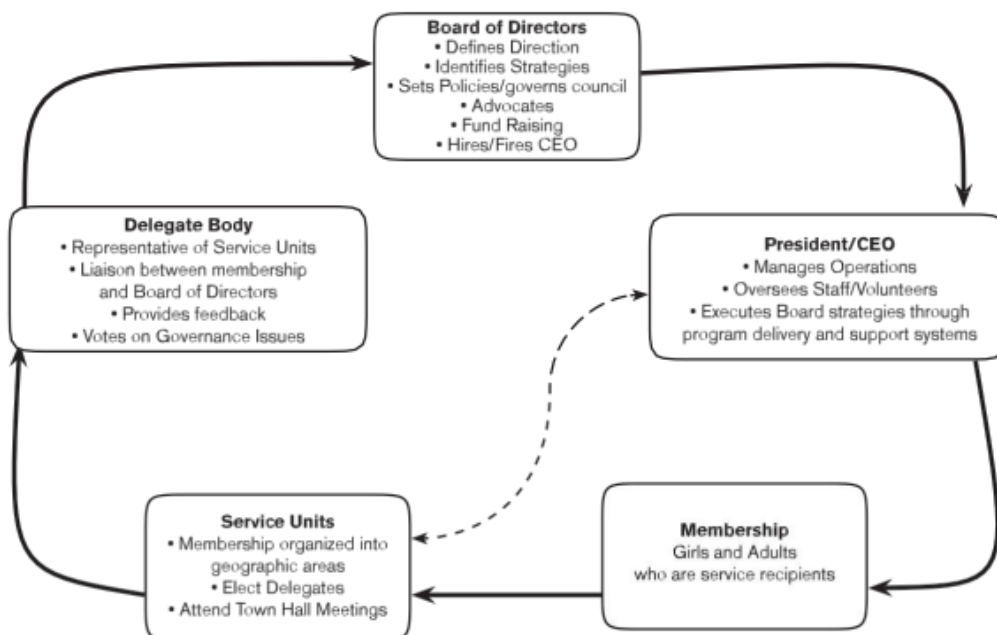 Board of Directors
• Defines Direction
• Identifies Strategies
• Sets Policies/governs council
• Advocates
• Fund Raising
• Hires/Fires CEO
Delegate Body
• Representative of Service Units
• Liaison between membership
and Board of Directors
• Provides feedback
• Votes on Governance Issues
President/CEO
• Manages Operations
• Oversees Staff/Volunteers
• Executes Board strategies through
program delivery and support systems
Service Units
• Membership organized into
geographic areas
• Elect Delegates
• Attend Town Hall Meetings
Membership
Girls and Adults
who are service recipients